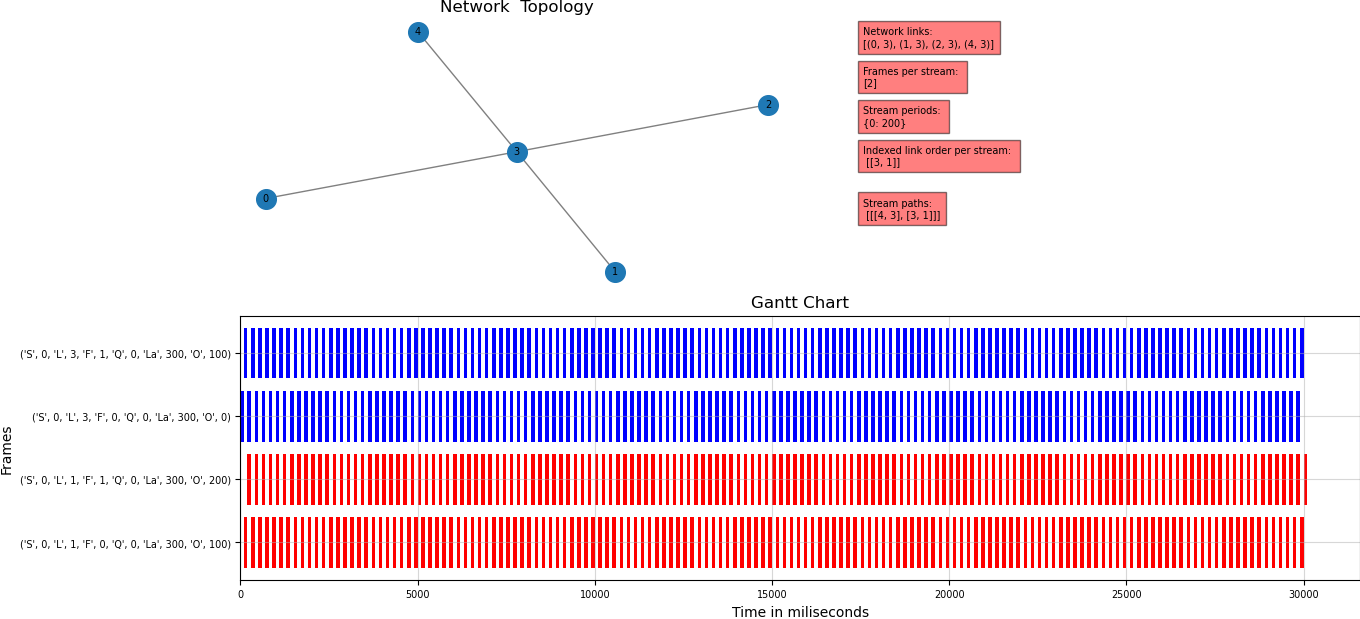 Network  Topology
4
2
3
0
1
Network links:
[(0, 3), (1, 3), (2, 3), (4, 3)]
Frames per stream:
[2]
Stream periods:
{0: 200}
Indexed link order per stream:
[[3, 1]]
Stream paths:
[[[4, 3], [3, 1]]]
Gantt Chart
Frames
('S', 0, 'L', 3, 'F', 1, 'Q', 0, 'La', 300, 'O', 100)
('S', 0, 'L', 3, 'F', 0, 'Q', 0, 'La', 300, 'O', 0)
('S', 0, 'L', 1, 'F', 1, 'Q', 0, 'La', 300, 'O', 200)
('S', 0, 'L', 1, 'F', 0, 'Q', 0, 'La', 300, 'O', 100)
0 5000 10000 15000 20000 25000 30000
Time in miliseconds